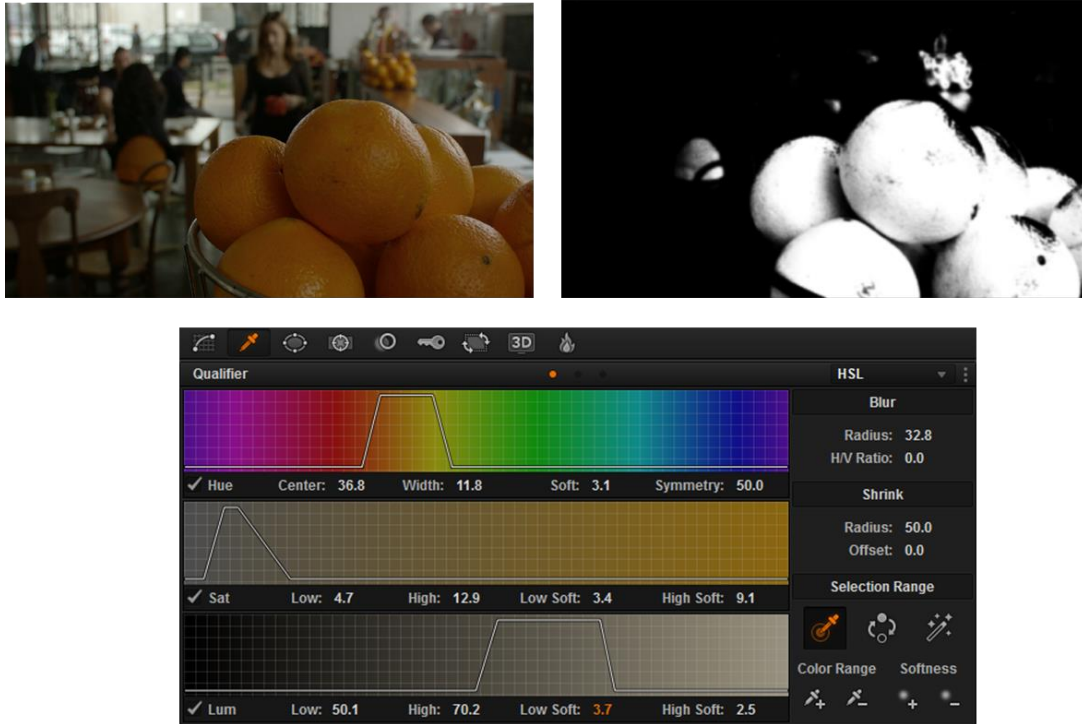 3D
Qualifier HSL
Blur
Radius: 32.8
H/V Ratio: 0.0
Hue Center: 36.8 Width: 11.8 Soft: 3.1 Symmetry: 50.0
Shrink
Radius: 50.0
Offset: 0.0
Selection Range
Sat Low: 4.7 High: 12.9 Low Soft: 3.4 High Soft: 9.1
Color Range Softness
Lum Low: 50.1 High: 70.2 Low Soft: 3.7 High Soft: 2.5